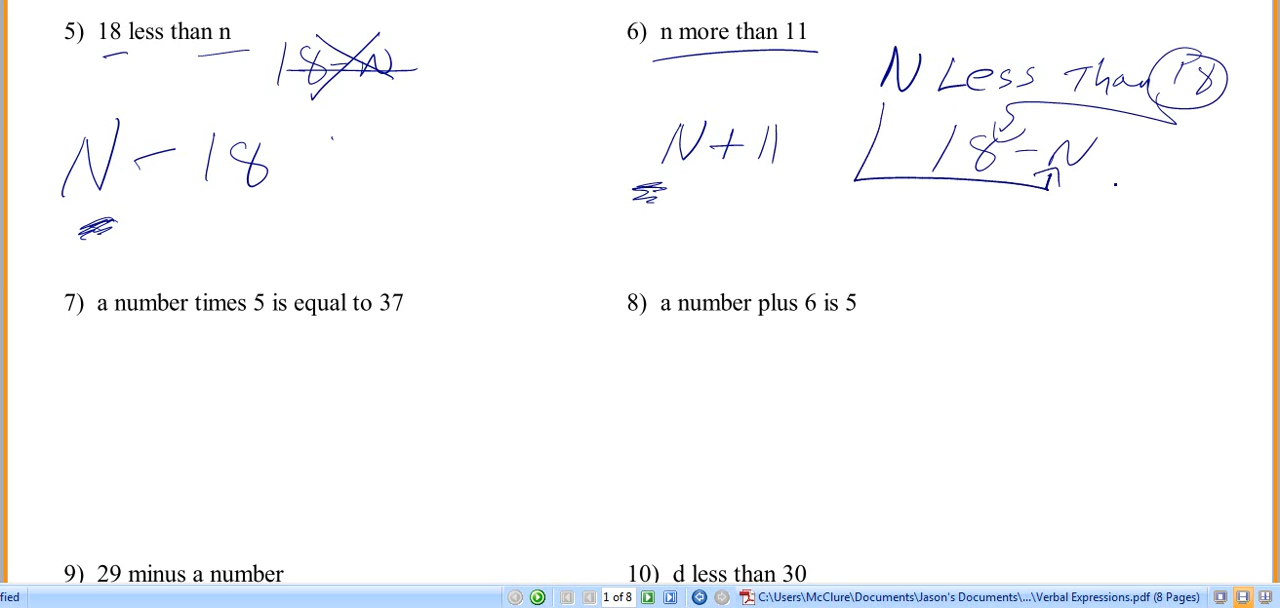 5) 18 less than n
18-N
N - 18
6) n more than 11
N Less Than 18
N + 11
18 - N
7) a number times 5 is equal to 37
8) a number plus 6 is 5
9) 29 minus a number
10) d less than 30
fied
1 of 8
C:\Users\McClure\Documents\Jason's Documents\...\Verbal Expressions.pdf (8 Pages)